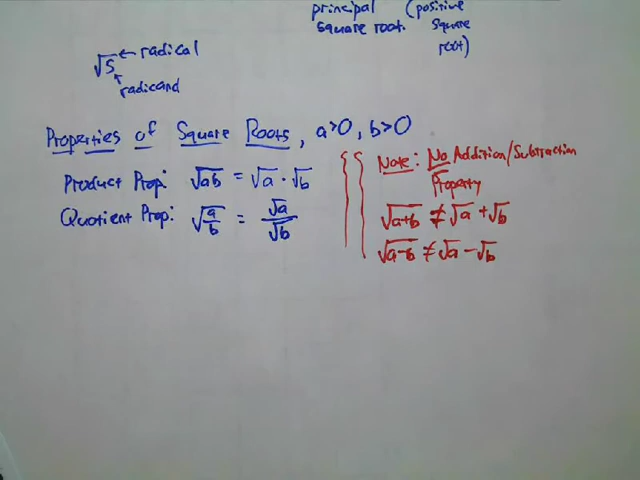 principal (positive
square root. square
root)
√5 ← radical
radicand
Properties of Square Roots, a>0, b>0
Product Prop: √ab = √a · √b
Quotient Prop: √(a/b) = √a/√b
Note: No Addition/Subtraction
Property
√a+b ≠ √a + √b
√a-b ≠ √a - √b